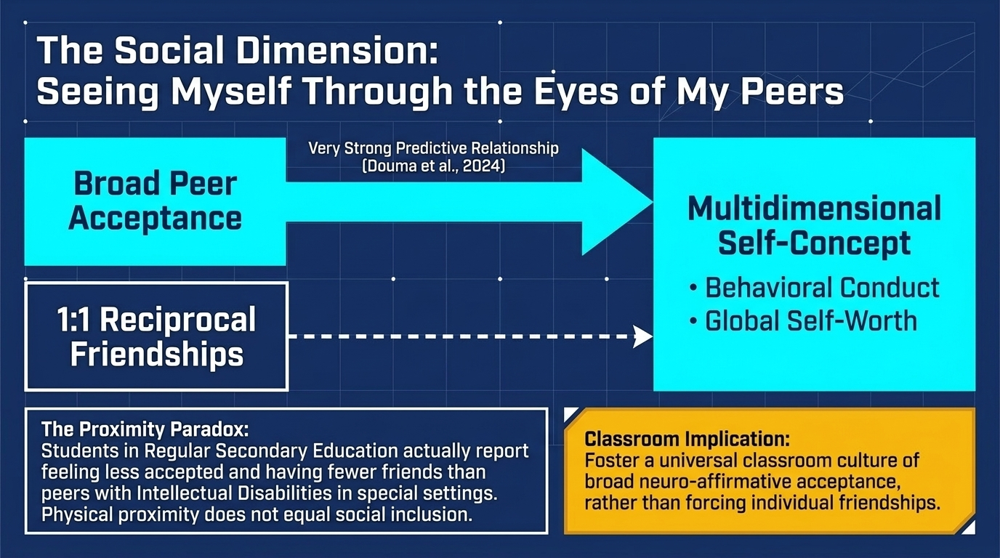 The Social Dimension:
Seeing Myself Through the Eyes of My Peers
Broad Peer
Acceptance
Very Strong Predictive Relationship
(Douma et al., 2024)
Multidimensional
Self-Concept
• Behavioral Conduct
• Global Self-Worth
1:1 Reciprocal
Friendships
The Proximity Paradox:
Students in Regular Secondary Education actually report
feeling less accepted and having fewer friends than
peers with Intellectual Disabilities in special settings.
Physical proximity does not equal social inclusion.
Classroom Implication:
Foster a universal classroom culture of
broad neuro-affirmative acceptance,
rather than forcing individual friendships.